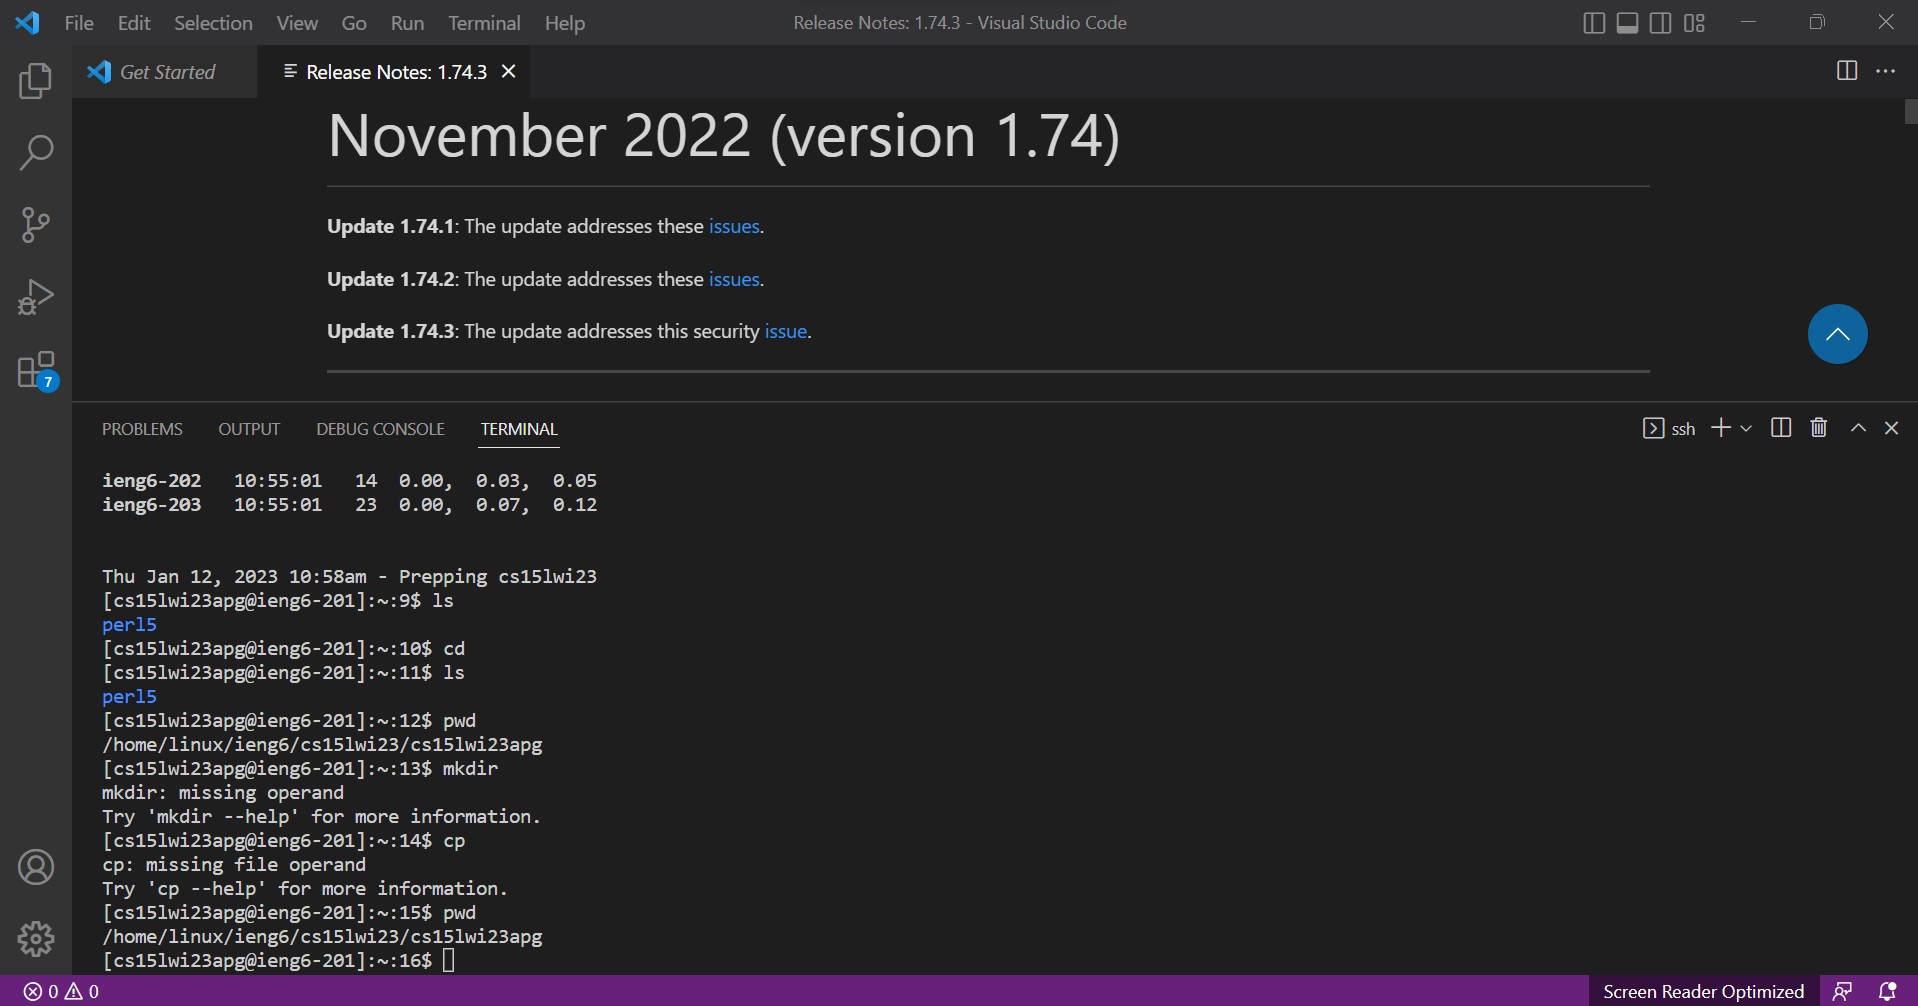 File Edit Selection View Go Run Terminal Help Release Notes: 1.74.3 - Visual Studio Code
Get Started Release Notes: 1.74.3
November 2022 (version 1.74)
Update 1.74.1: The update addresses these issues.
Update 1.74.2: The update addresses these issues.
Update 1.74.3: The update addresses this security issue.
7
PROBLEMS OUTPUT DEBUG CONSOLE TERMINAL ssh
ieng6-202 10:55:01 14 0.00, 0.03, 0.05
ieng6-203 10:55:01 23 0.00, 0.07, 0.12
Thu Jan 12, 2023 10:58am - Prepping cs15lwi23
[cs15lwi23apg@ieng6-201]:~:9$ ls
perl5
[cs15lwi23apg@ieng6-201]:~:10$ cd
[cs15lwi23apg@ieng6-201]:~:11$ ls
perl5
[cs15lwi23apg@ieng6-201]:~:12$ pwd
/home/linux/ieng6/cs15lwi23/cs15lwi23apg
[cs15lwi23apg@ieng6-201]:~:13$ mkdir
mkdir: missing operand
Try 'mkdir --help' for more information.
[cs15lwi23apg@ieng6-201]:~:14$ cp
cp: missing file operand
Try 'cp --help' for more information.
[cs15lwi23apg@ieng6-201]:~:15$ pwd
/home/linux/ieng6/cs15lwi23/cs15lwi23apg
[cs15lwi23apg@ieng6-201]:~:16$
0 0 Screen Reader Optimized